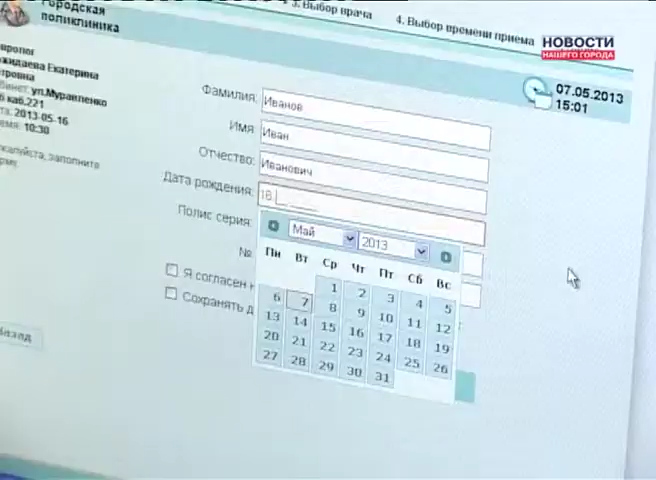 Городская
поликлиника
3. Выбор врача
4. Выбор времени приема
НОВОСТИ
НАШЕГО ГОРОДА
07.05.2013
15:01
Екатерина
ул.Муравленко
каб.221
2013-05-16
10:30
заполните
Фамилия:
Иванов
Имя
Иван
Отчество:
Иванович
Дата рождения:
16.
Полис серия:
№
Май
2013
Пн Вт Ср Чт Пт Сб Вс
1 2 3 4 5
6 7 8 9 10 11 12
13 14 15 16 17 18 19
20 21 22 23 24 25 26
27 28 29 30 31
Я согласен
Сохранять
Назад